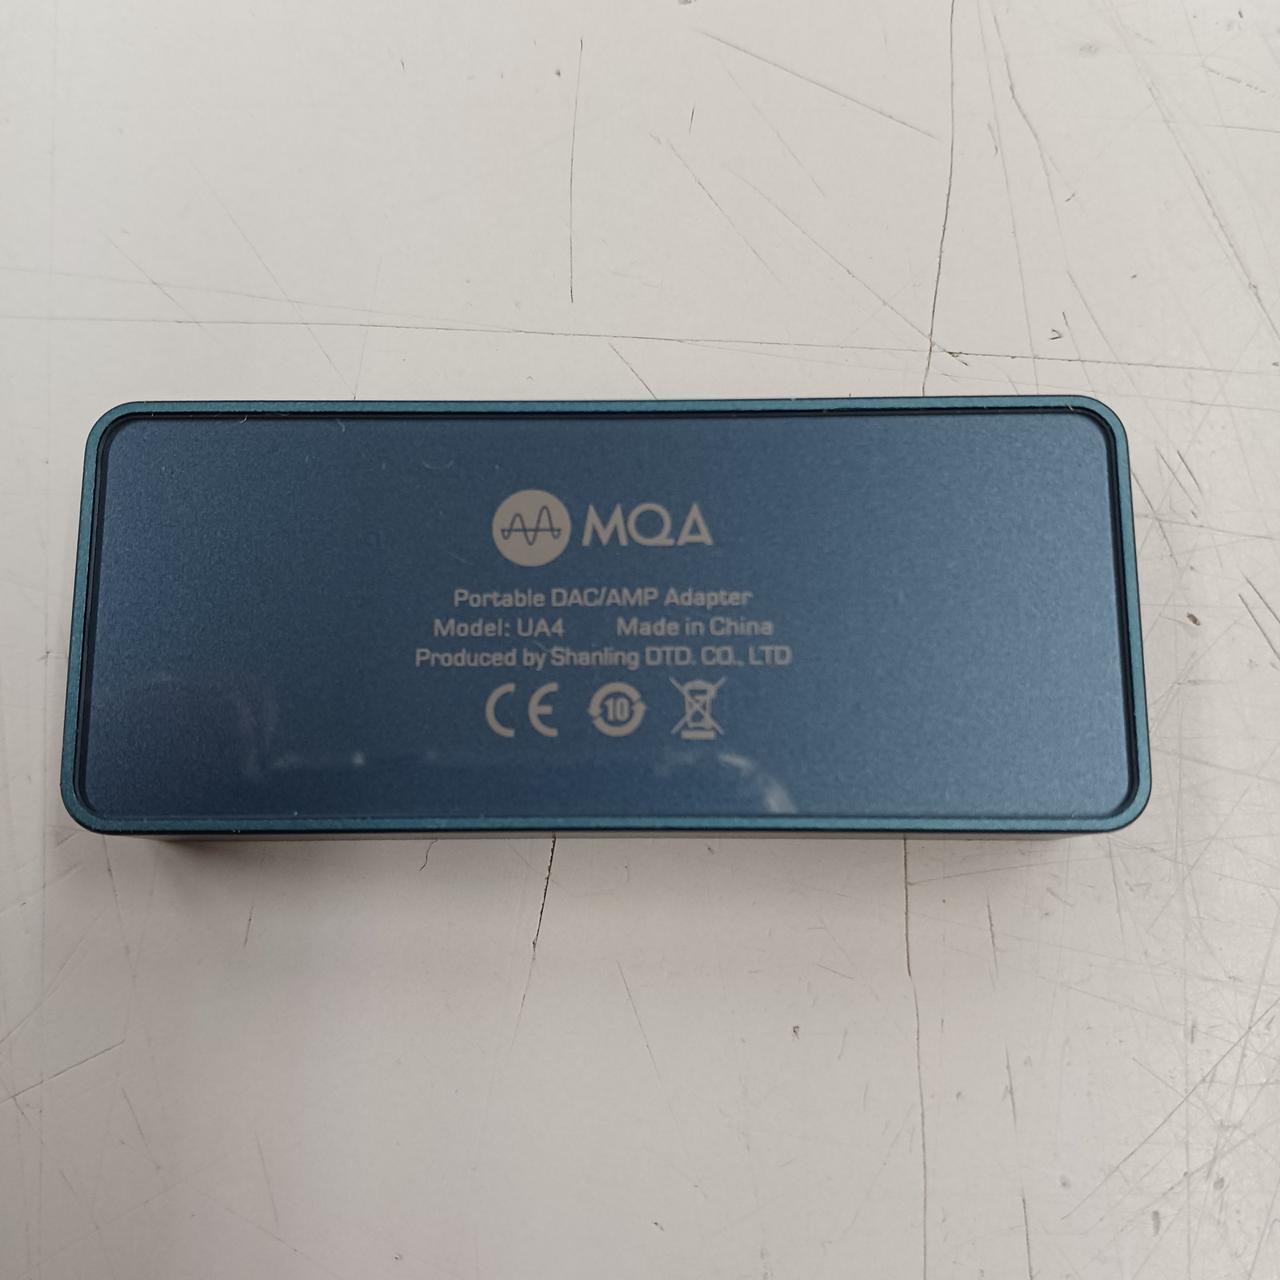 MQA
Portable DAC/AMP Adapter
Model: UA4 Made in China
Produced by Shanling DTD. CO., LTD
CE 10